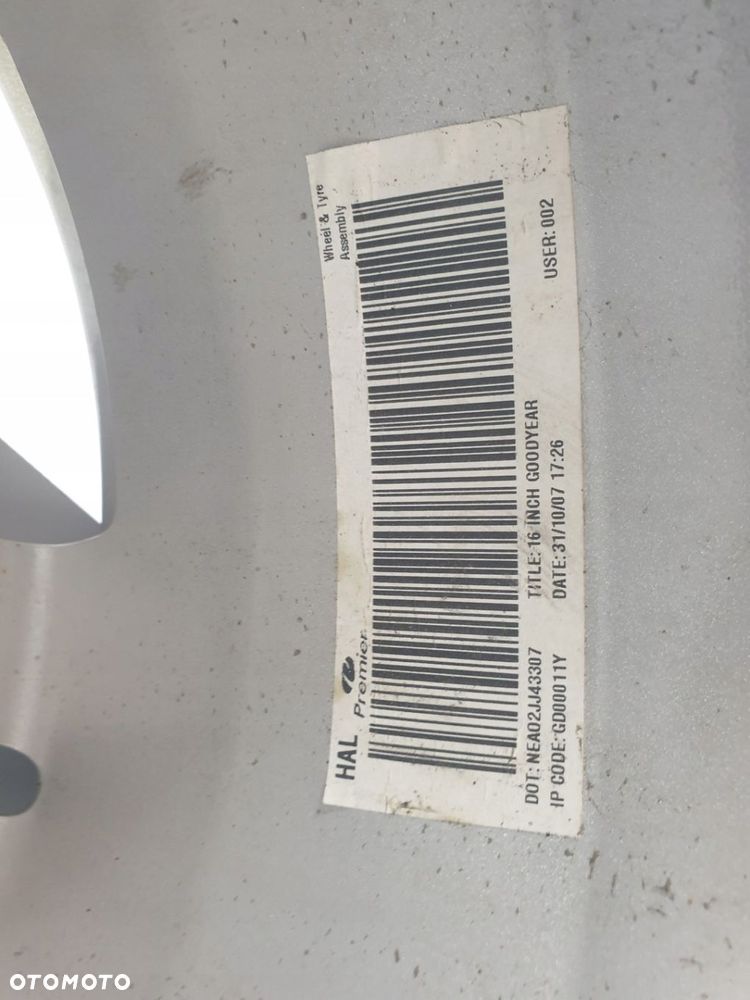 HAL
Premier
Wheel & Tyre
Assembly
DOT: NEA02JJ43307
TITLE: 16 INCH GOODYEAR
IP CODE: GD00011Y
DATE: 31/10/07 17:26
USER: 002
OTOMOTO